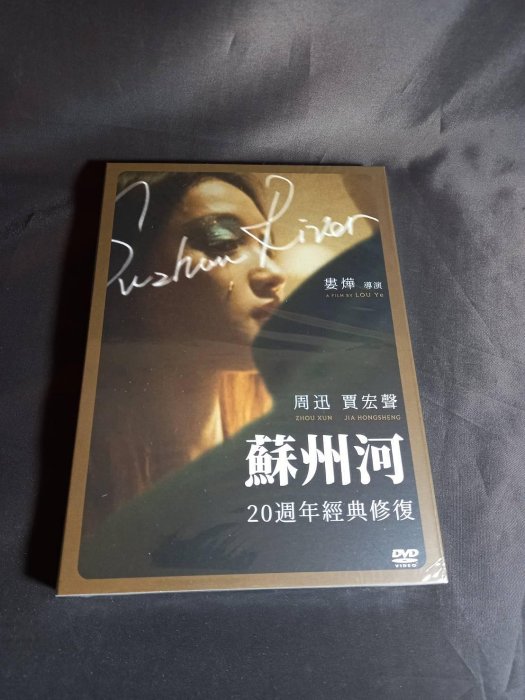 Suzhou River
婁燁 導演
A FILM BY LOU Ye
周迅 賈宏聲
ZHOU XUN JIA HONGSHENG
蘇州河
20週年經典修復
DVD
VIDEO